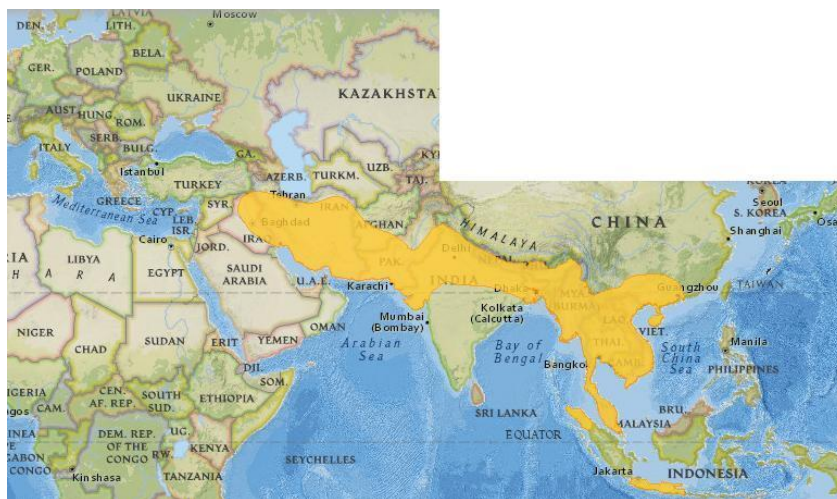 Moscow
DEN.
LITH.
BELA.
GER.
POLAND
UKRAINE
KAZAKHSTA
AUST.
HUNG.
ROM.
SERB.
BULG.
ITALY
GA.
UZB.
KY
Istanbul
AZERB.
TURKM.
TAJ.
GREECE
TURKEY
Tehran
CHINA
Seoul
S. KOREA
Mediterranean Sea
CYP.
SYR.
IRAN
AFGHAN.
HIMALAYA
Shanghai
LEB.
ISR.
Baghdad
Cairo
JORD.
IRAQ
PAK.
Delhi
NEPAL
LIBYA
EGYPT
SAUDI
ARABIA
U.A.E.
Karachi
INDIA
Dhaka
Guangzhou
TAIWAN
AHARA
OMAN
Mumbai
(Bombay)
Kolkata
(Calcutta)
MYA.
BURMA
LAO.
VIET.
NIGER
CHAD
SUDAN
ERIT.
YEMEN
Arabian
Sea
Bay of
Bengal
THAI.
CAMB.
South
China
Sea
Manila
DJI.
Bangko
PHILIPPINES
CEN.
AF. REP.
SOUTH
SUD.
ETHIOPIA
SOM.
SRI LANKA
BRU.
MALAYSIA
CAM.
UG.
KENYA
EQUATOR
DEM. REP.
OF THE
CONGO
RW.
SEYCHELLES
Kinshasa
TANZANIA
Jakarta
INDONESIA